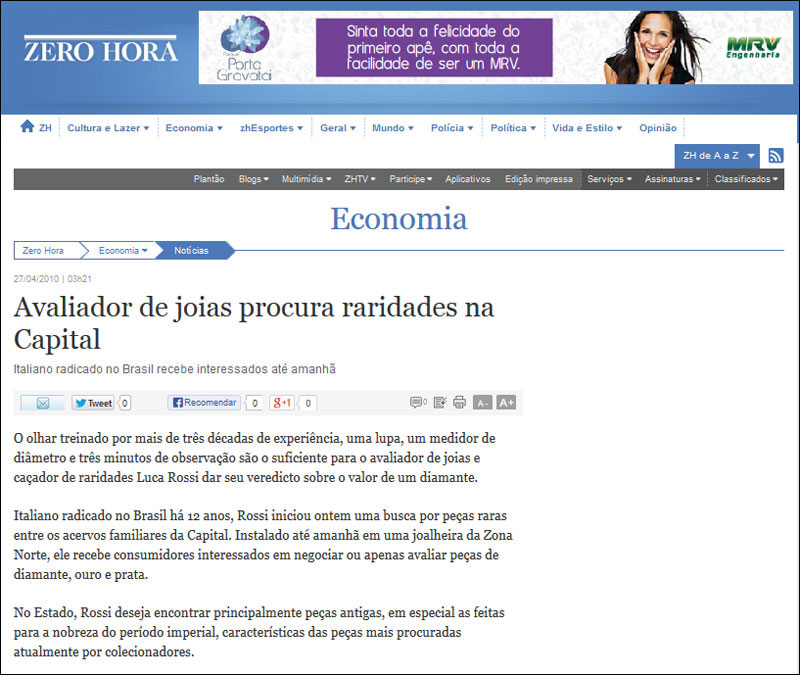 ZERO HORA
Parque
Porto
Gravataí
Sinta toda a felicidade do
primeiro apê, com toda a
facilidade de ser um MRV.
MRV
Engenharia
ZH Cultura e Lazer Economia zhEsportes Geral Mundo Polícia Política Vida e Estilo Opinião
ZH de A a Z
Plantão Blogs Multimídia ZHTV Participe Aplicativos Edição impressa Serviços Assinaturas Classificados
Economia
Zero Hora Economia Notícias
27/04/2010 | 03h21
Avaliador de joias procura raridades na
Capital
Italiano radicado no Brasil recebe interessados até amanhã
Tweet 0 Recomendar 0 g+1 0 0 A- A+
O olhar treinado por mais de três décadas de experiência, uma lupa, um medidor de
diâmetro e três minutos de observação são o suficiente para o avaliador de joias e
caçador de raridades Luca Rossi dar seu veredicto sobre o valor de um diamante.
Italiano radicado no Brasil há 12 anos, Rossi iniciou ontem uma busca por peças raras
entre os acervos familiares da Capital. Instalado até amanhã em uma joalheira da Zona
Norte, ele recebe consumidores interessados em negociar ou apenas avaliar peças de
diamante, ouro e prata.
No Estado, Rossi deseja encontrar principalmente peças antigas, em especial as feitas
para a nobreza do período imperial, características das peças mais procuradas
atualmente por colecionadores.